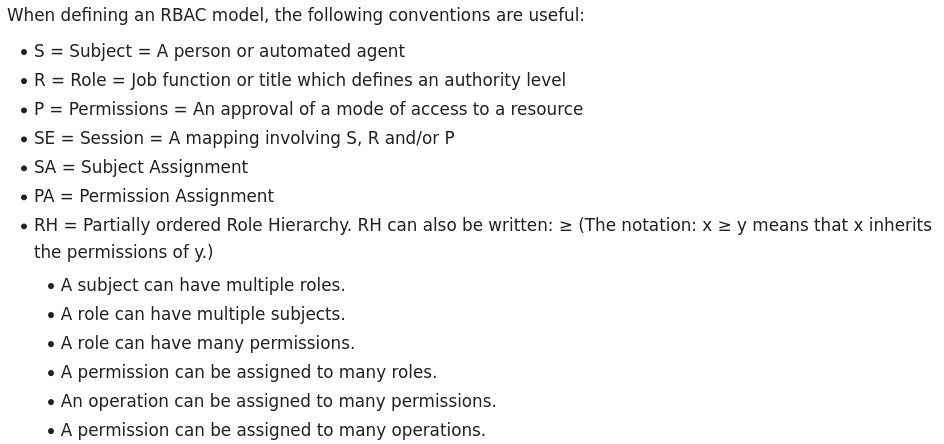 When defining an RBAC model, the following conventions are useful:
• S = Subject = A person or automated agent
• R = Role = Job function or title which defines an authority level
• P = Permissions = An approval of a mode of access to a resource
• SE = Session = A mapping involving S, R and/or P
• SA = Subject Assignment
• PA = Permission Assignment
• RH = Partially ordered Role Hierarchy. RH can also be written: ≥ (The notation: x ≥ y means that x inherits
the permissions of y.)
• A subject can have multiple roles.
• A role can have multiple subjects.
• A role can have many permissions.
• A permission can be assigned to many roles.
• An operation can be assigned to many permissions.
• A permission can be assigned to many operations.